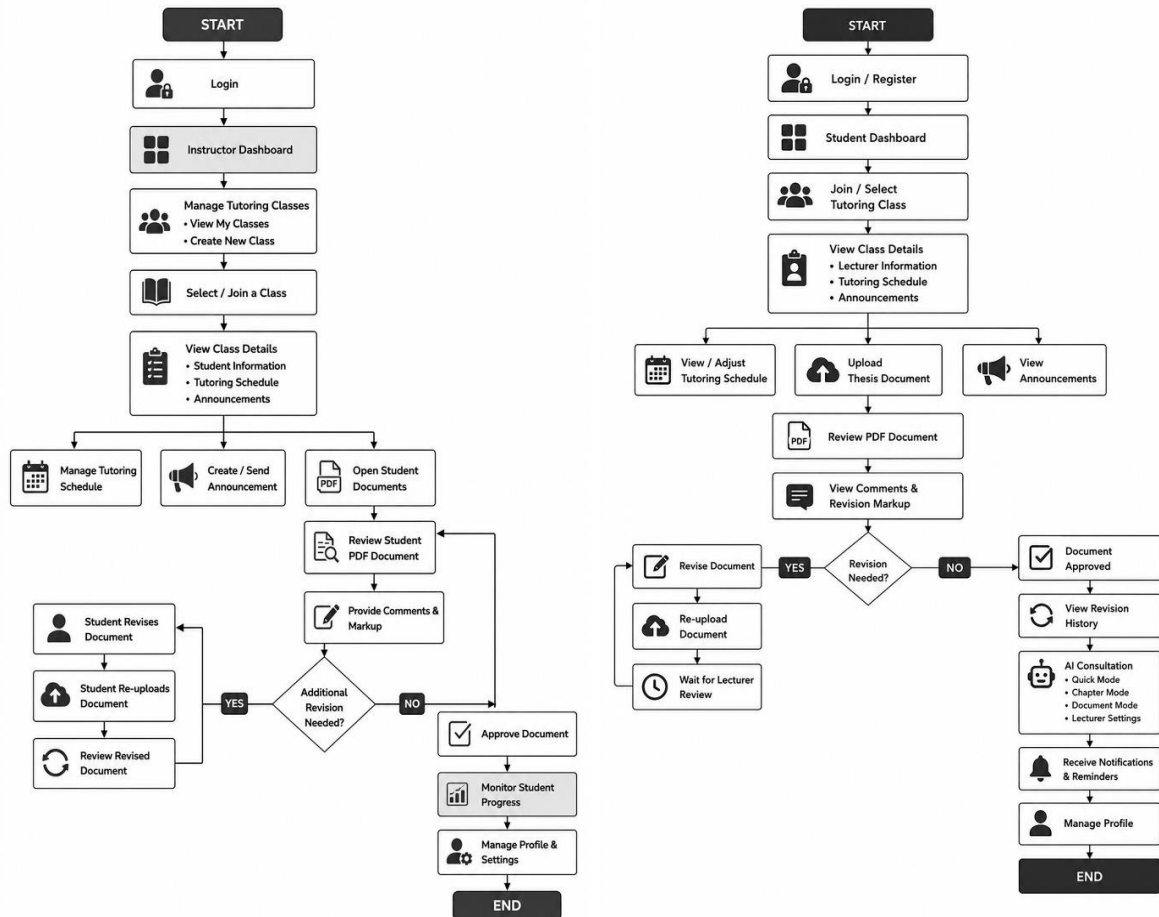 START
Login
Instructor Dashboard
Manage Tutoring Classes
• View My Classes
• Create New Class
Select / Join a Class
View Class Details
• Student Information
• Tutoring Schedule
• Announcements
Manage Tutoring
Schedule
Create / Send
Announcement
PDF
Open Student
Documents
Review Student
PDF Document
Provide Comments &
Markup
Additional
Revision
Needed?
YES
NO
Student Revises
Document
Student Re-uploads
Document
Review Revised
Document
Approve Document
Monitor Student
Progress
Manage Profile &
Settings
END
START
Login / Register
Student Dashboard
Join / Select
Tutoring Class
View Class Details
• Lecturer Information
• Tutoring Schedule
• Announcements
View / Adjust
Tutoring Schedule
Upload
Thesis Document
View
Announcements
PDF
Review PDF Document
View Comments &
Revision Markup
Revision
Needed?
YES
NO
Revise Document
Re-upload
Document
Wait for Lecturer
Review
Document
Approved
View Revision
History
AI Consultation
• Quick Mode
• Chapter Mode
• Document Mode
• Lecturer Settings
Receive Notifications
& Reminders
Manage Profile
END